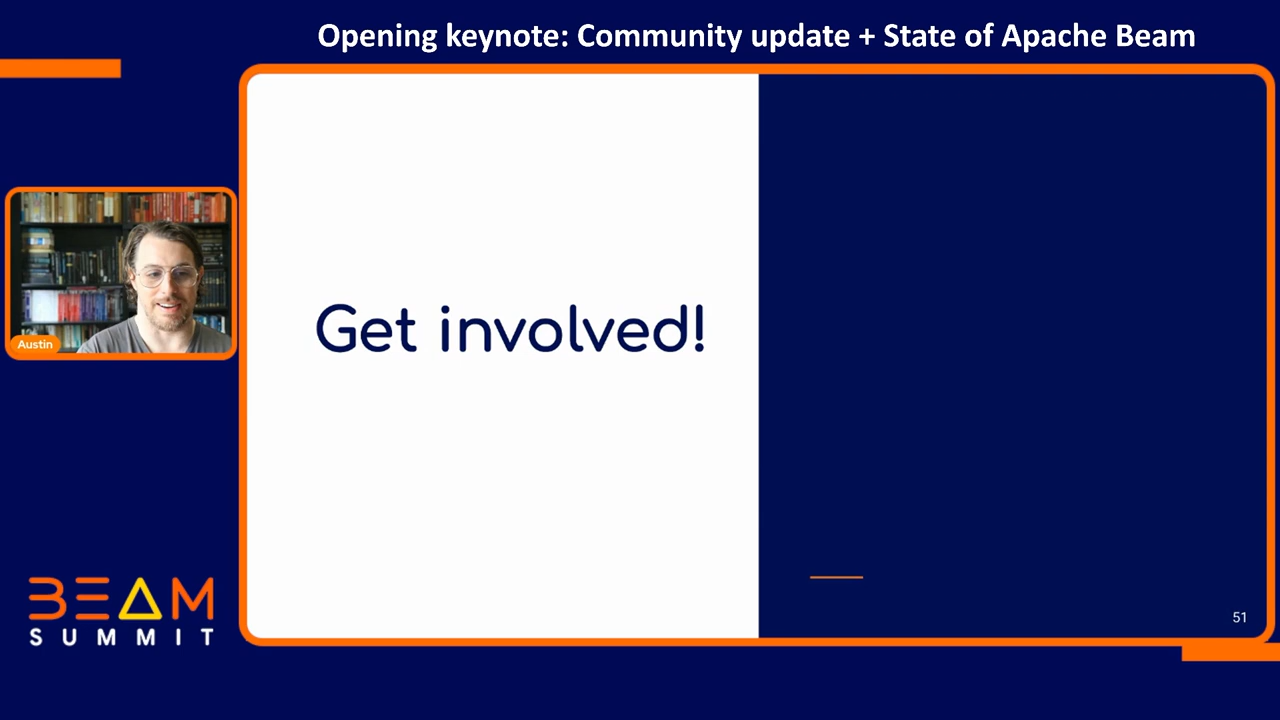 Opening keynote: Community update + State of Apache Beam
Austin
Get involved!
51
BEAM
SUMMIT